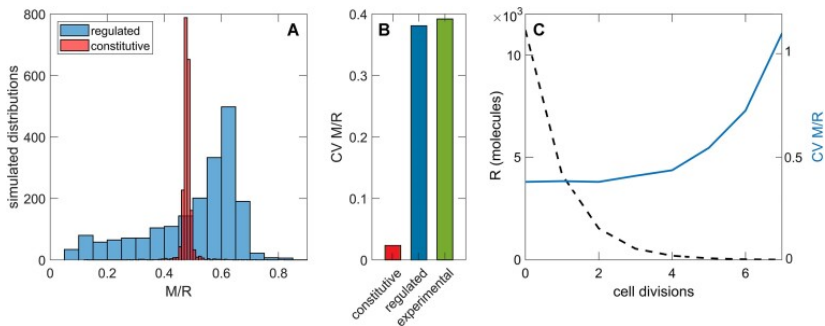 A
regulated
constitutive
simulated distributions
800
600
400
200
0
0 0.2 0.4 0.6 0.8
M/R
B
CV M/R
0.4
0.3
0.2
0.1
0
constitutive
regulated
experimental
C
×10³
R (molecules)
10
5
0
0 2 4 6
cell divisions
1
0.5
0
CV M/R